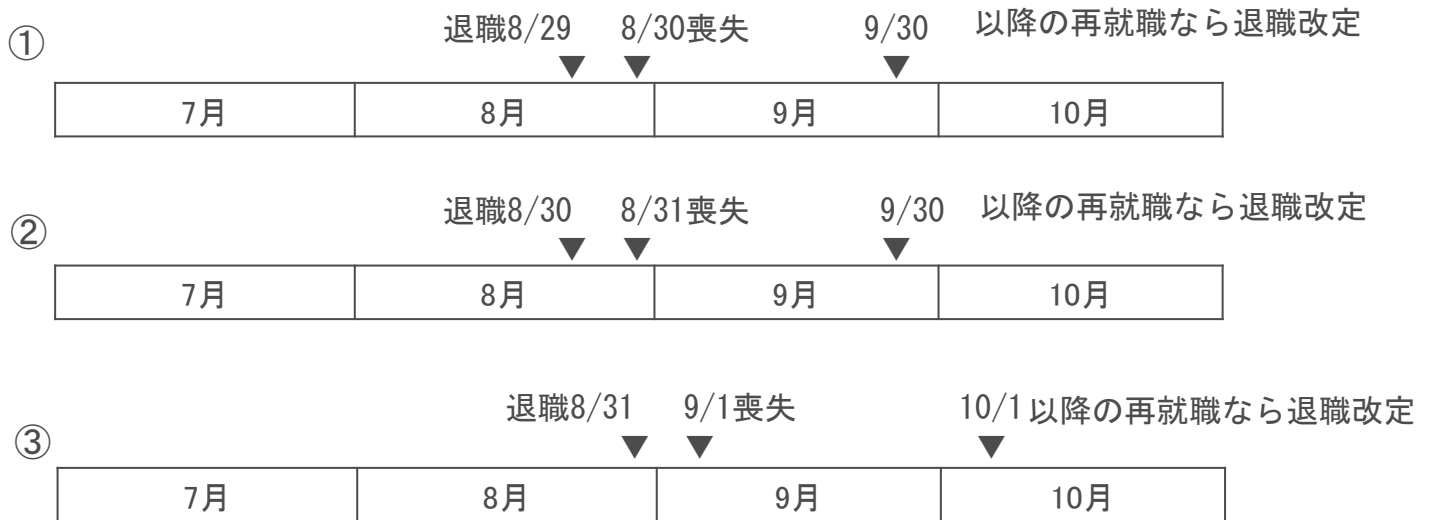 ①
退職8/29 8/30喪失 9/30 以降の再就職なら退職改定
7月 8月 9月 10月
②
退職8/30 8/31喪失 9/30 以降の再就職なら退職改定
7月 8月 9月 10月
③
退職8/31 9/1喪失 10/1以降の再就職なら退職改定
7月 8月 9月 10月